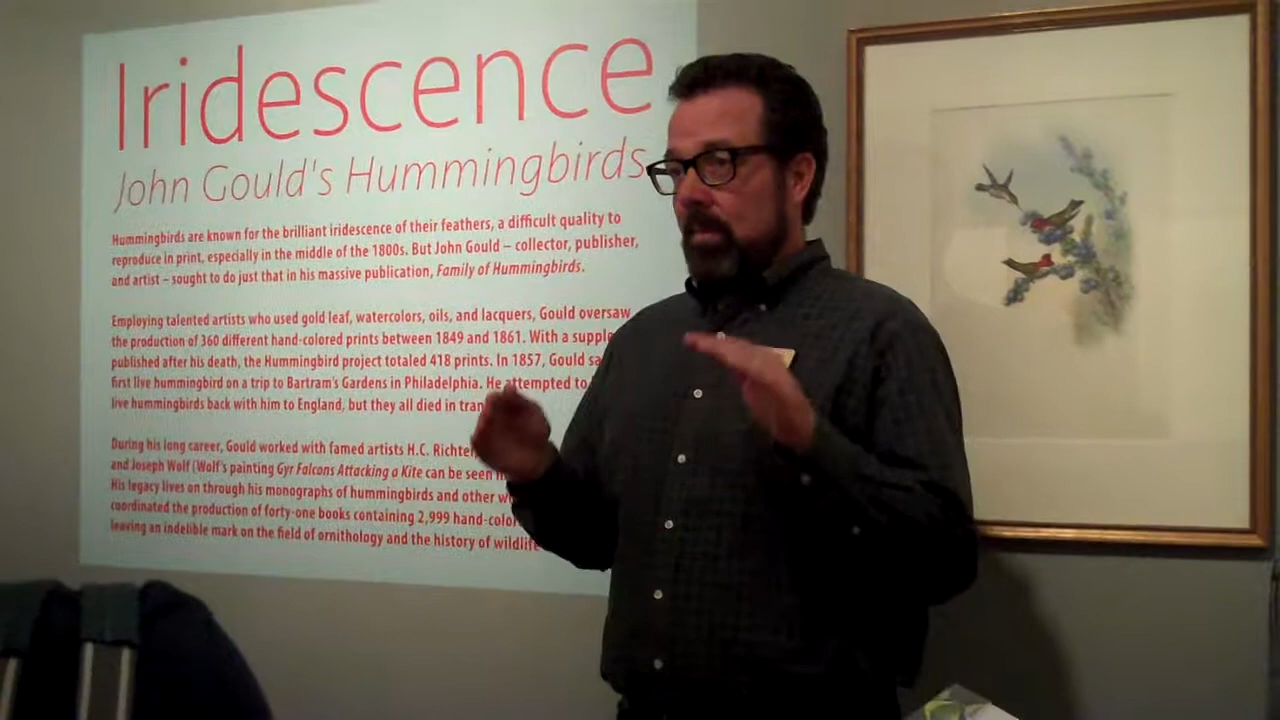 Iridescence
John Gould's Hummingbirds
Hummingbirds are known for the brilliant iridescence of their feathers, a difficult quality to
reproduce in print, especially in the middle of the 1800s. But John Gould – collector, publisher,
and artist – sought to do just that in his massive publication, Family of Hummingbirds.
Employing talented artists who used gold leaf, watercolors, oils, and lacquers, Gould oversaw
the production of 360 different hand-colored prints between 1849 and 1861. With a supple
published after his death, the Hummingbird project totaled 418 prints. In 1857, Gould sa
first live hummingbird on a trip to Bartram's Gardens in Philadelphia. He attempted to
live hummingbirds back with him to England, but they all died in tran
During his long career, Gould worked with famed artists H.C. Richter
and Joseph Wolf (Wolf's painting Gyr Falcons Attacking a Kite can be seen
His legacy lives on through his monographs of hummingbirds and other w
coordinated the production of forty-one books containing 2,999 hand-color
leaving an indelible mark on the field of ornithology and the history of wildlife